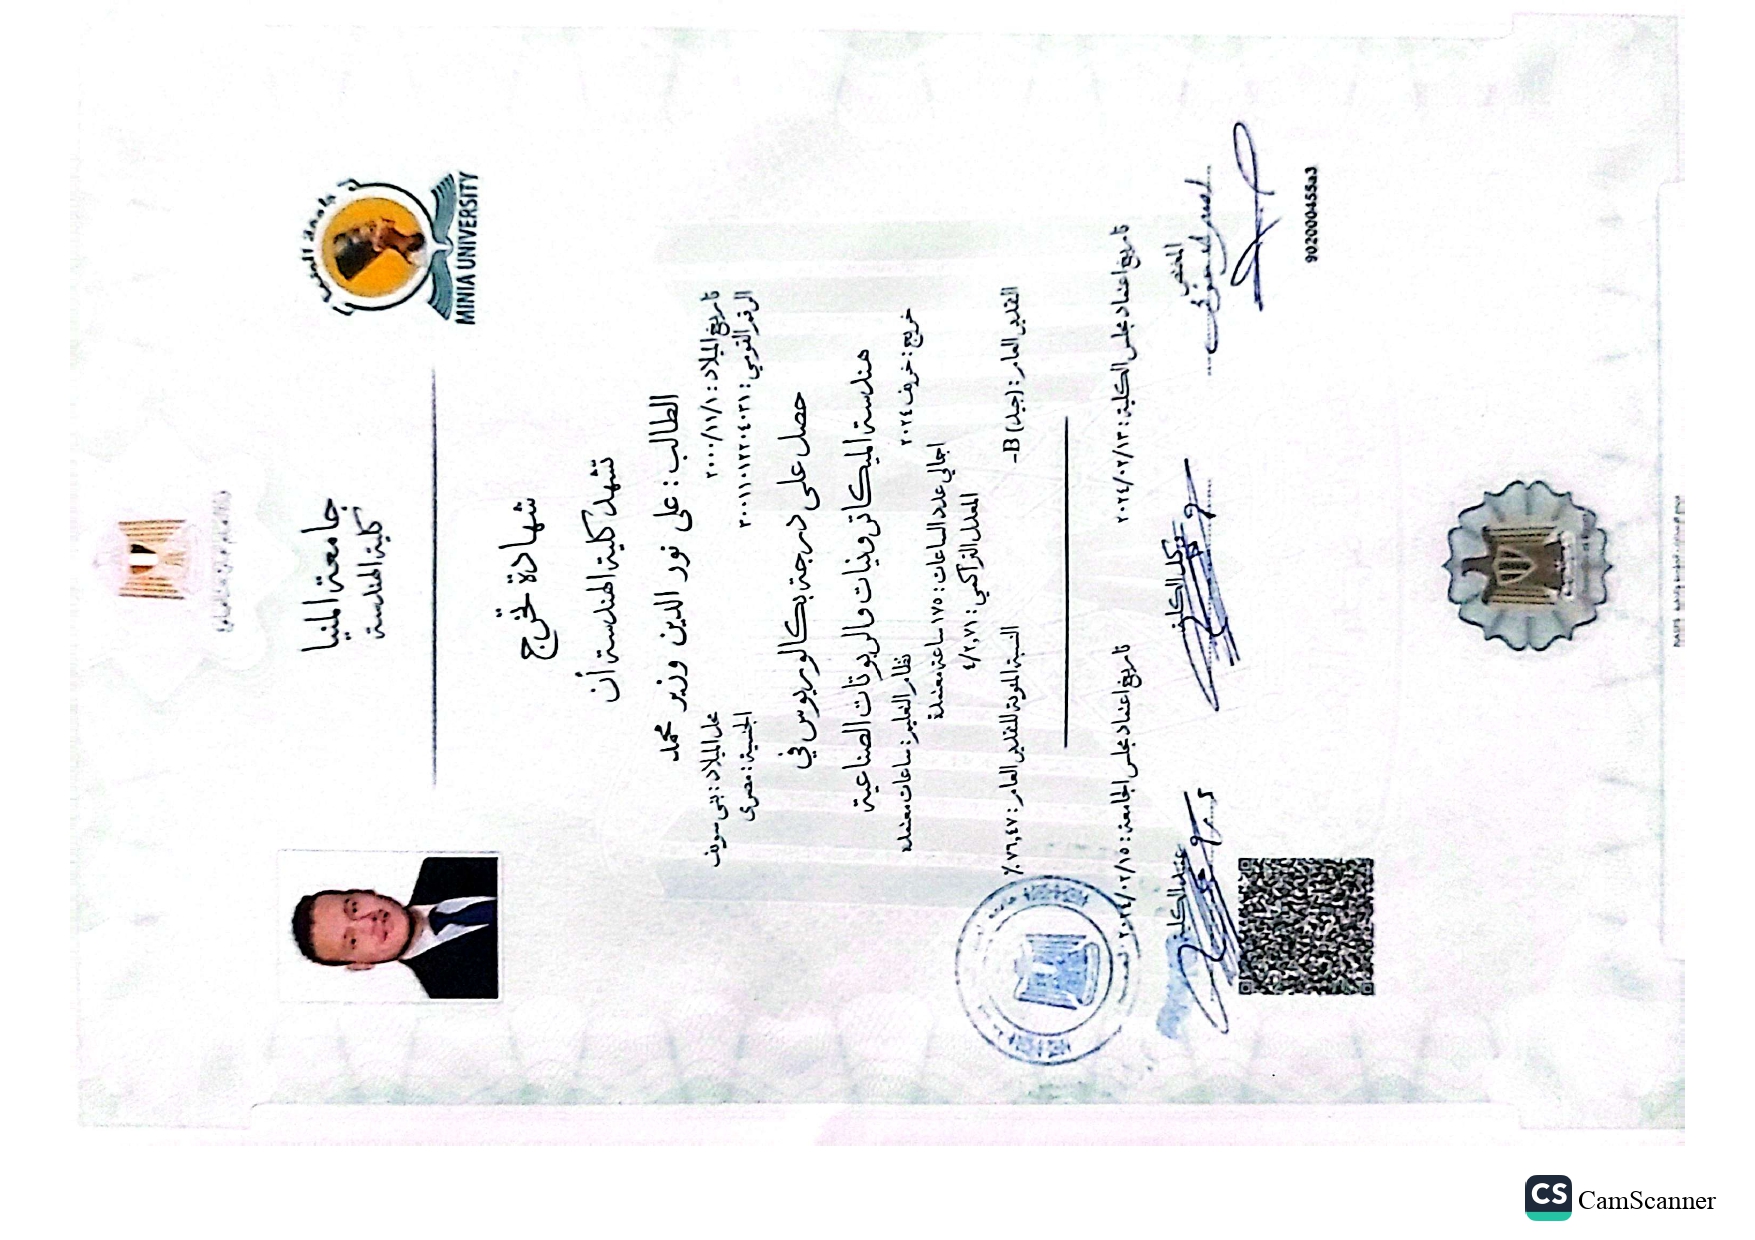 جامعة المنيا
كلية الهندسة
جامعة المنيا
MINIA UNIVERSITY
شهادة تخرج
تشهد كلية الهندسة أن
الطالب : على نور الدين وزير محمد
تاريخ الميلاد : ٢٠٠٠/١١/١ محل الميلاد : بنى سويف
الرقم القومي : ٣٠٠١١٠١٢٢٠٤٠٣١ الجنسية : مصرى
حصل على درجة بكالوريوس في
هندسة الميكاترونيات والربوتات الصناعية
خريج : خريف ٢٠٢٤ نظام التعليم : ساعات معتمده
اجمالي عدد الساعات : ١٧٥ ساعة معتمدة
المعدل التراكمي : ٤/٢,٧١
التقدير العام : (جيد) B- النسبة المئوية للتقدير العام : ٧٦,٤٧ ٪
تاريخ اعتماد مجلس الكلية : ٢٠٢٤/٠٢/١٣ تاريخ اعتماد مجلس الجامعة : ٢٠٢٤/٠٢/١٥
المختص وكيل الكلية عميد الكلية
902000455a3
CS CamScanner